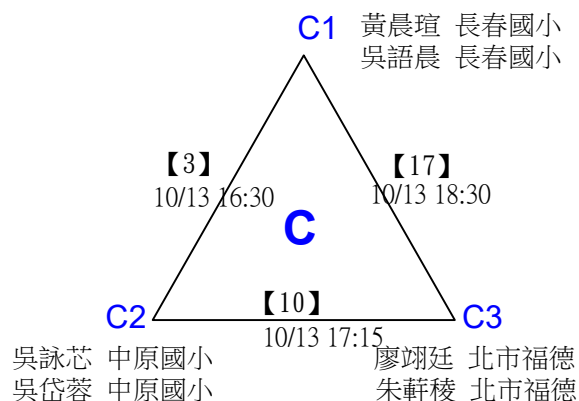 C1
黃晨瑄 長春國小
吳語晨 長春國小
【3】
10/13 16:30
【17】
10/13 18:30
C
【10】
10/13 17:15
C2
C3
吳詠芯 中原國小
吳岱蓉 中原國小
廖翊廷 北市福德
朱軒稜 北市福德